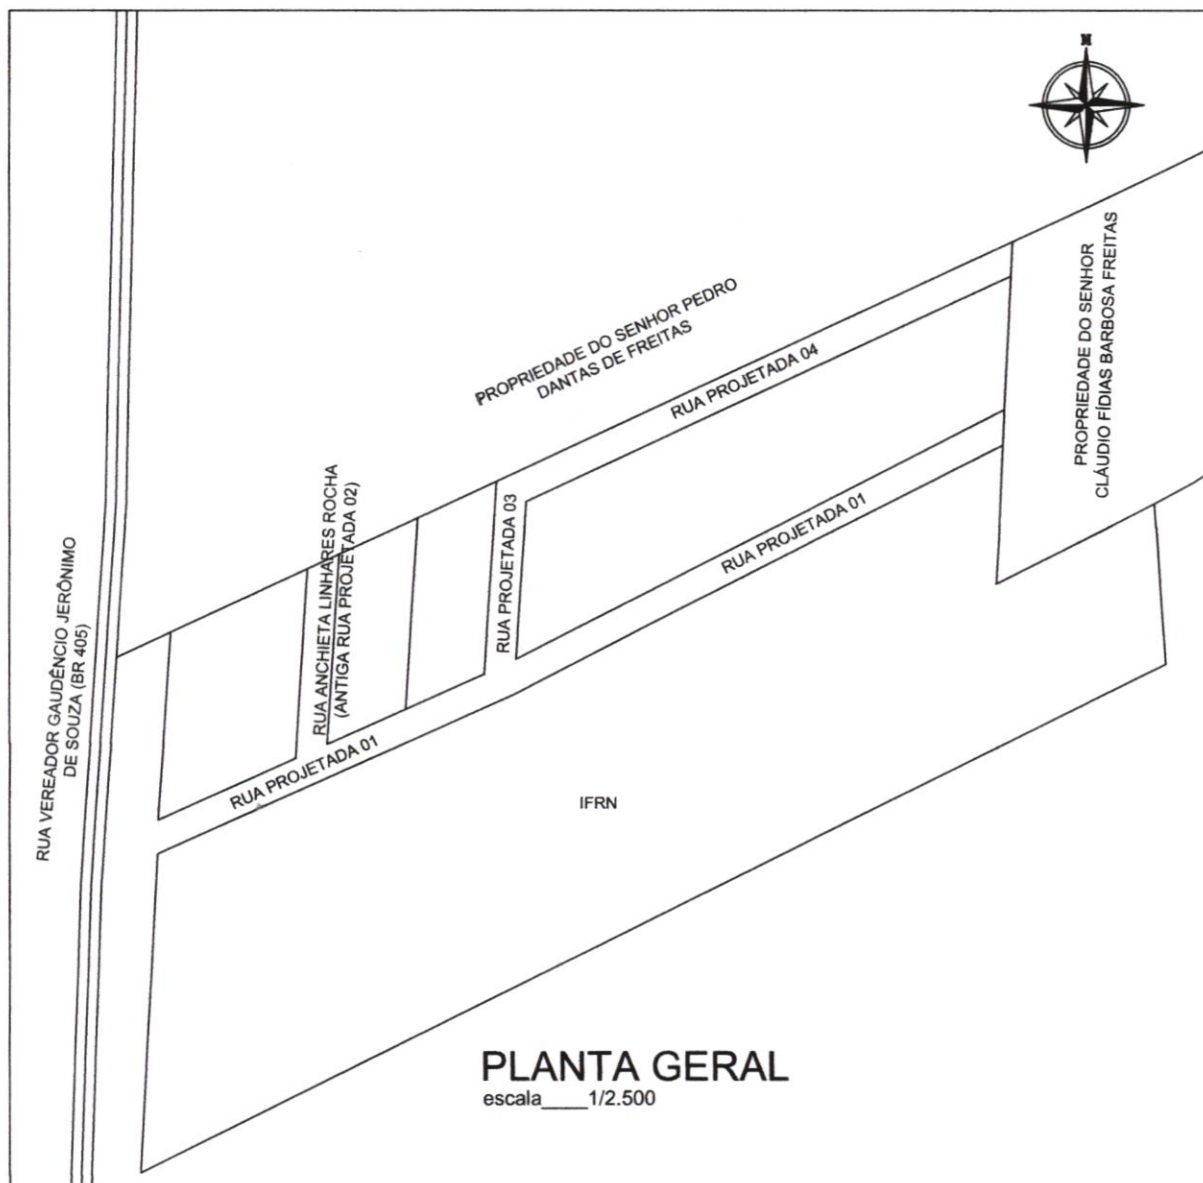 N
PROPRIEDADE DO SENHOR
CLÁUDIO FÍDIAS BARBOSA FREITAS
PROPRIEDADE DO SENHOR PEDRO
DANTAS DE FREITAS
RUA PROJETADA 04
RUA ANCHIETA LINHARES ROCHA
(ANTIGA RUA PROJETADA 02)
RUA PROJETADA 03
RUA PROJETADA 01
RUA VEREADOR GAUDÊNCIO JERÔNIMO
DE SOUZA (BR 405)
RUA PROJETADA 01
IFRN
PLANTA GERAL
escala____1/2.500